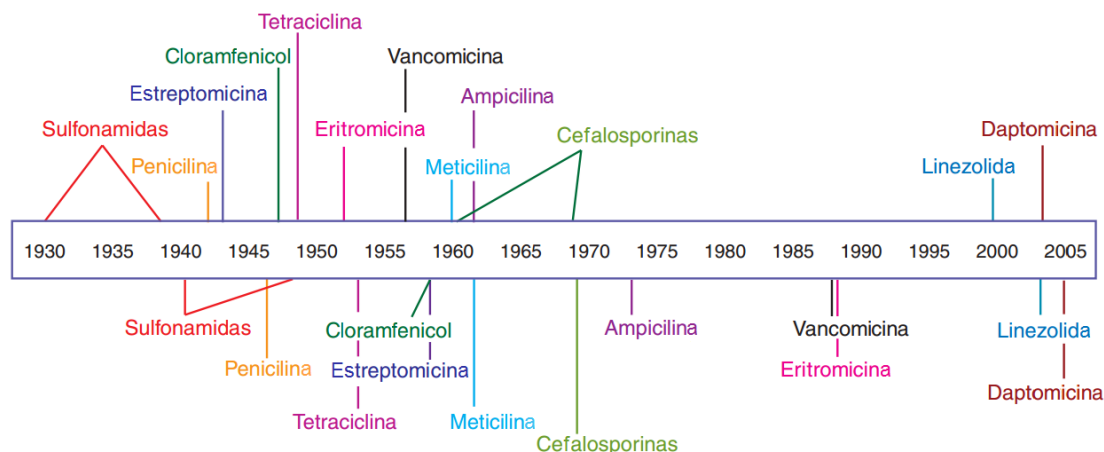 Tetraciclina
Cloramfenicol
Vancomicina
Estreptomicina
Ampicilina
Sulfonamidas
Eritromicina
Cefalosporinas
Daptomicina
Penicilina
Meticilina
Linezolida
1930 1935 1940 1945 1950 1955 1960 1965 1970 1975 1980 1985 1990 1995 2000 2005
Sulfonamidas
Cloramfenicol
Ampicilina
Vancomicina
Linezolida
Penicilina
Estreptomicina
Eritromicina
Daptomicina
Tetraciclina
Meticilina
Cefalosporinas